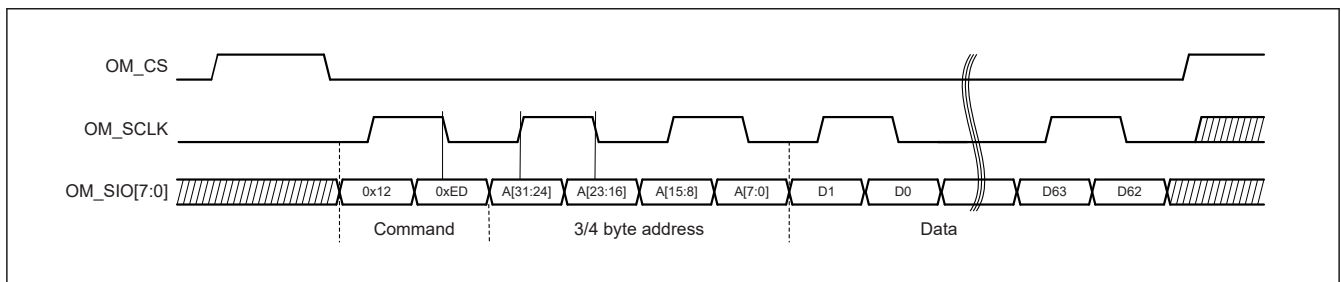 OM_CS
OM_SCLK
OM_SIO[7:0] 0x12 0xED A[31:24] A[23:16] A[15:8] A[7:0] D1 D0 D63 D62
Command 3/4 byte address Data